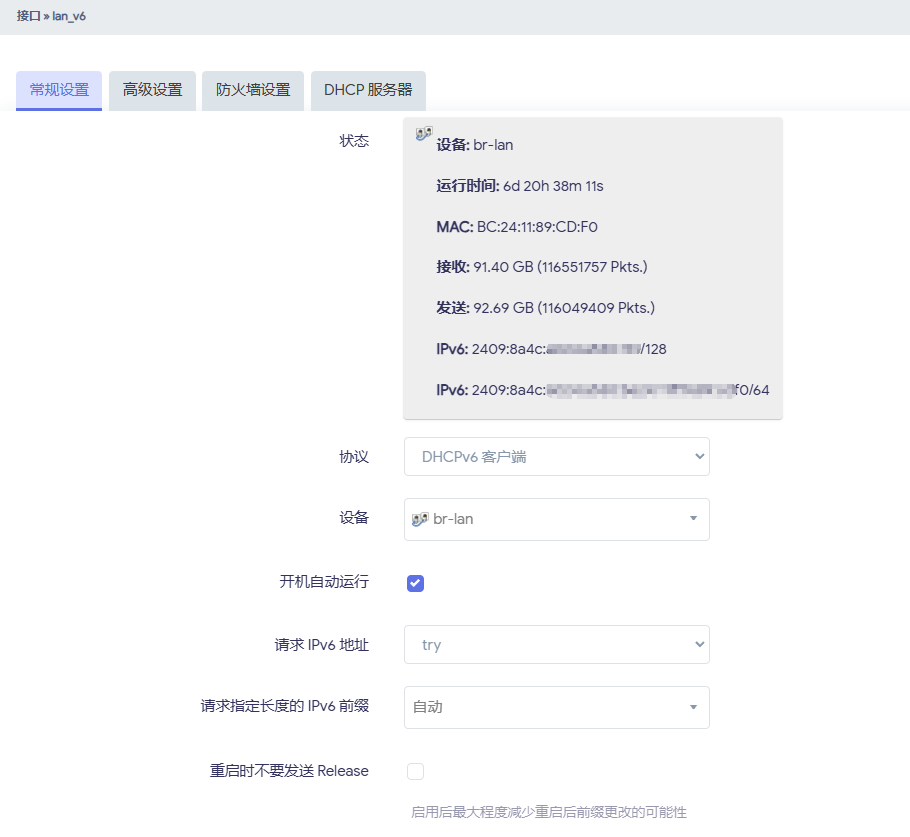 接口 » lan_v6
常规设置 高级设置 防火墙设置 DHCP 服务器
状态
设备: br-lan
运行时间: 6d 20h 38m 11s
MAC: BC:24:11:89:CD:F0
接收: 91.40 GB (116551757 Pkts.)
发送: 92.69 GB (116049409 Pkts.)
IPv6: 2409:8a4c:/128
IPv6: 2409:8a4c:f0/64
协议 DHCPv6 客户端
设备 br-lan
开机自动运行
请求 IPv6 地址 try
请求指定长度的 IPv6 前缀 自动
重启时不要发送 Release
启用后最大程度减少重启后前缀更改的可能性